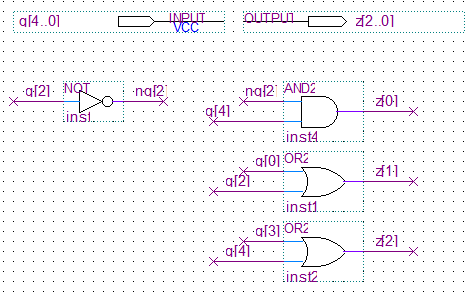 q[4..0] INPUT OUTPUT z[2..0]
VCC
q[2] NOT nq[2]
inst
nq[2] AND2 z[0]
q[4]
inst4
q[0] OR2 z[1]
q[2]
inst1
q[3] OR2 z[2]
q[4]
inst2